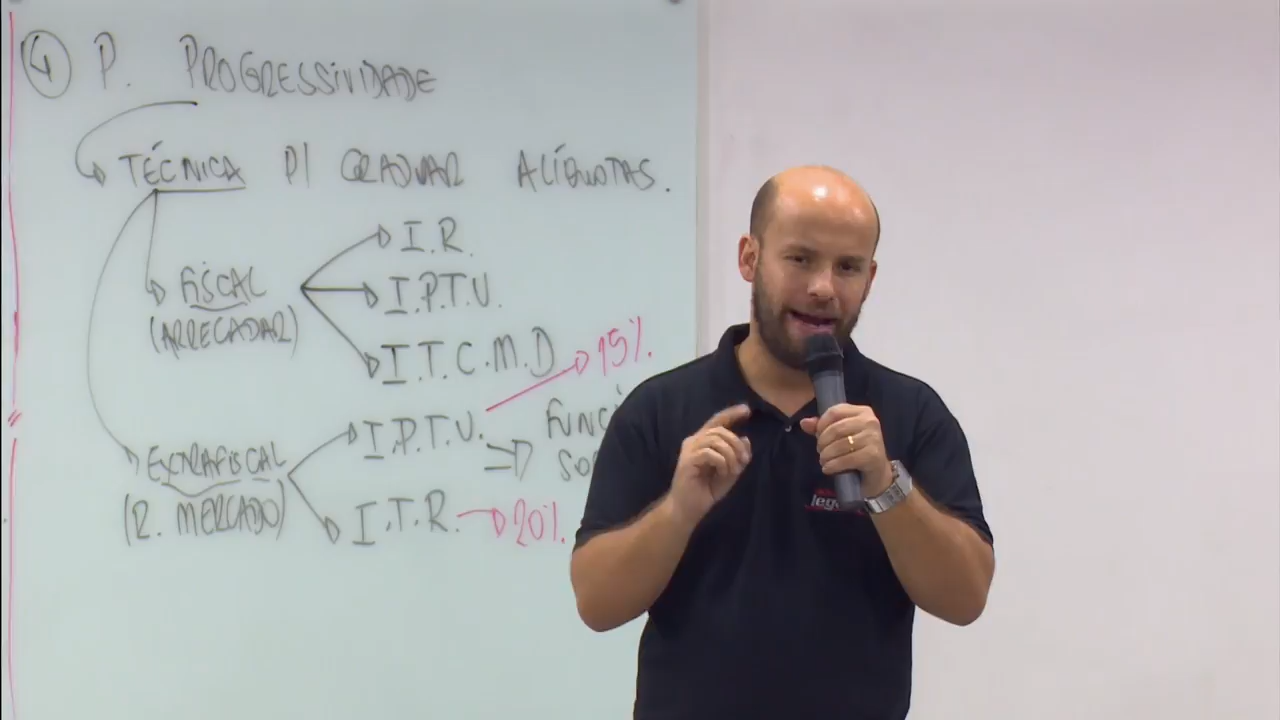 4 P. PROGRESSIVIDADE
TÉCNICA P/ GRADUAR ALÍQUOTAS.
FISCAL
(ARRECADAR)
I.R.
I.P.T.U.
I.T.C.M.D
EXTRAFISCAL
(R. MERCADO)
I.P.T.U.
15%.
I.T.R.
20%.